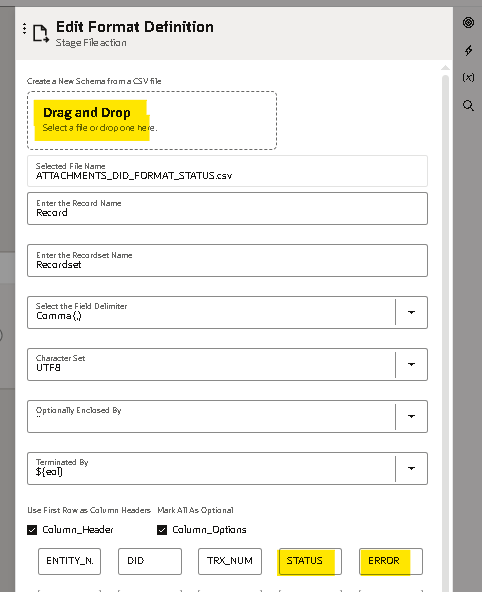 Edit Format Definition
Stage File action
Create a New Schema from a CSV file
Drag and Drop
Select a file or drop one here.
Selected File Name
ATTACHMENTS_DID_FORMAT_STATUS.csv
Enter the Record Name
Record
Enter the Recordset Name
Recordset
Select the Field Delimiter
Comma (,)
Character Set
UTF8
Optionally Enclosed By
"
Terminated By
${eol}
Use First Row as Column Headers Mark All As Optional
Column_Header Column_Options
ENTITY_N. DID TRX_NUM STATUS ERROR
(x)